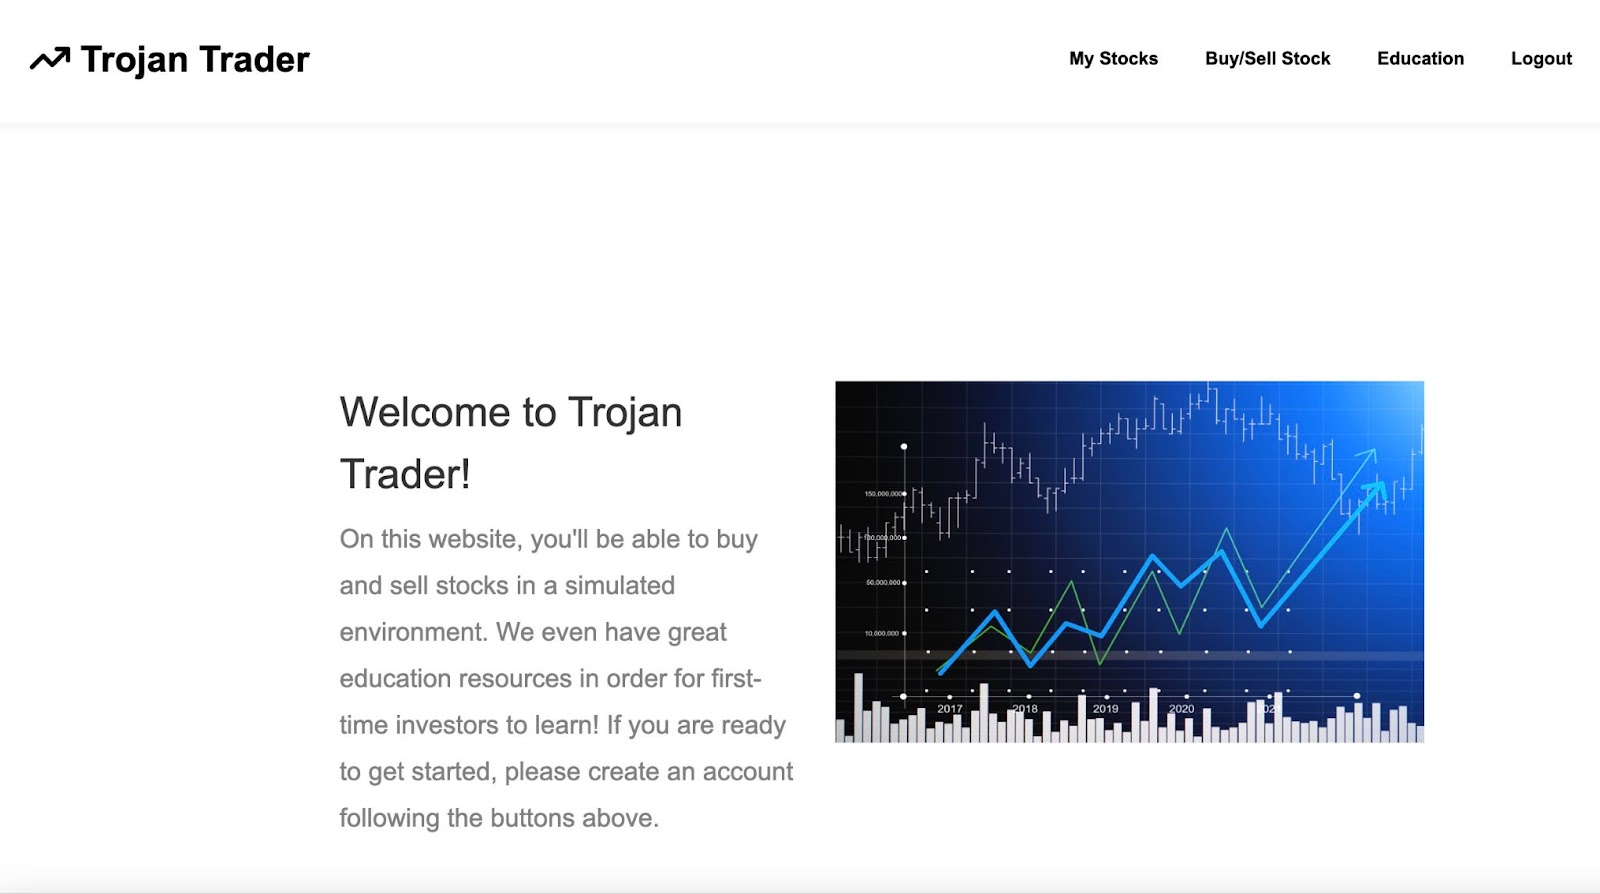 Trojan Trader
My Stocks
Buy/Sell Stock
Education
Logout
Welcome to Trojan
Trader!
On this website, you'll be able to buy
and sell stocks in a simulated
environment. We even have great
education resources in order for first-
time investors to learn! If you are ready
to get started, please create an account
following the buttons above.
150,000,000
100,000,000
50,000,000
10,000,000
2017
2018
2019
2020